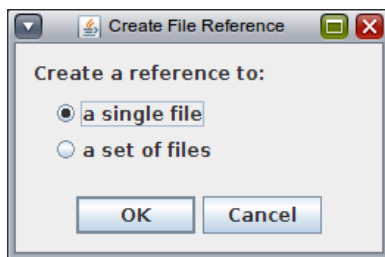 Create File Reference
Create a reference to:
a single file
a set of files
OK Cancel